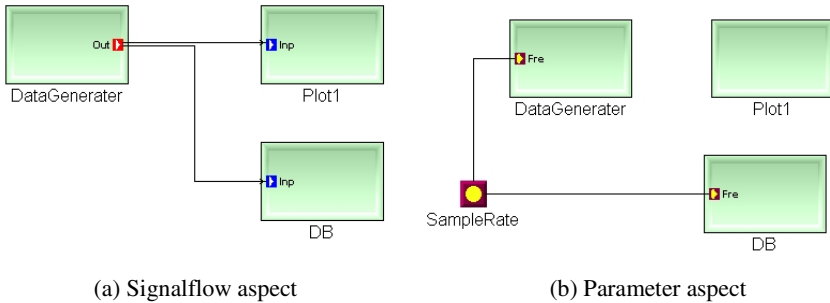 Out
Inp
DataGenerater
Plot1
Inp
DB
(a) Signalflow aspect
Fre
DataGenerater
Plot1
SampleRate
Fre
DB
(b) Parameter aspect